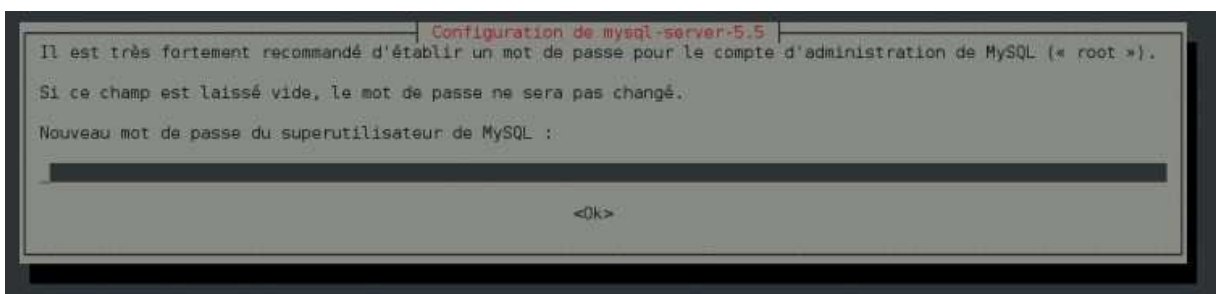 Configuration de mysql-server-5.5
Il est très fortement recommandé d'établir un mot de passe pour le compte d'administration de MySQL (« root »).
Si ce champ est laissé vide, le mot de passe ne sera pas changé.
Nouveau mot de passe du superutilisateur de MySQL :
<Ok>